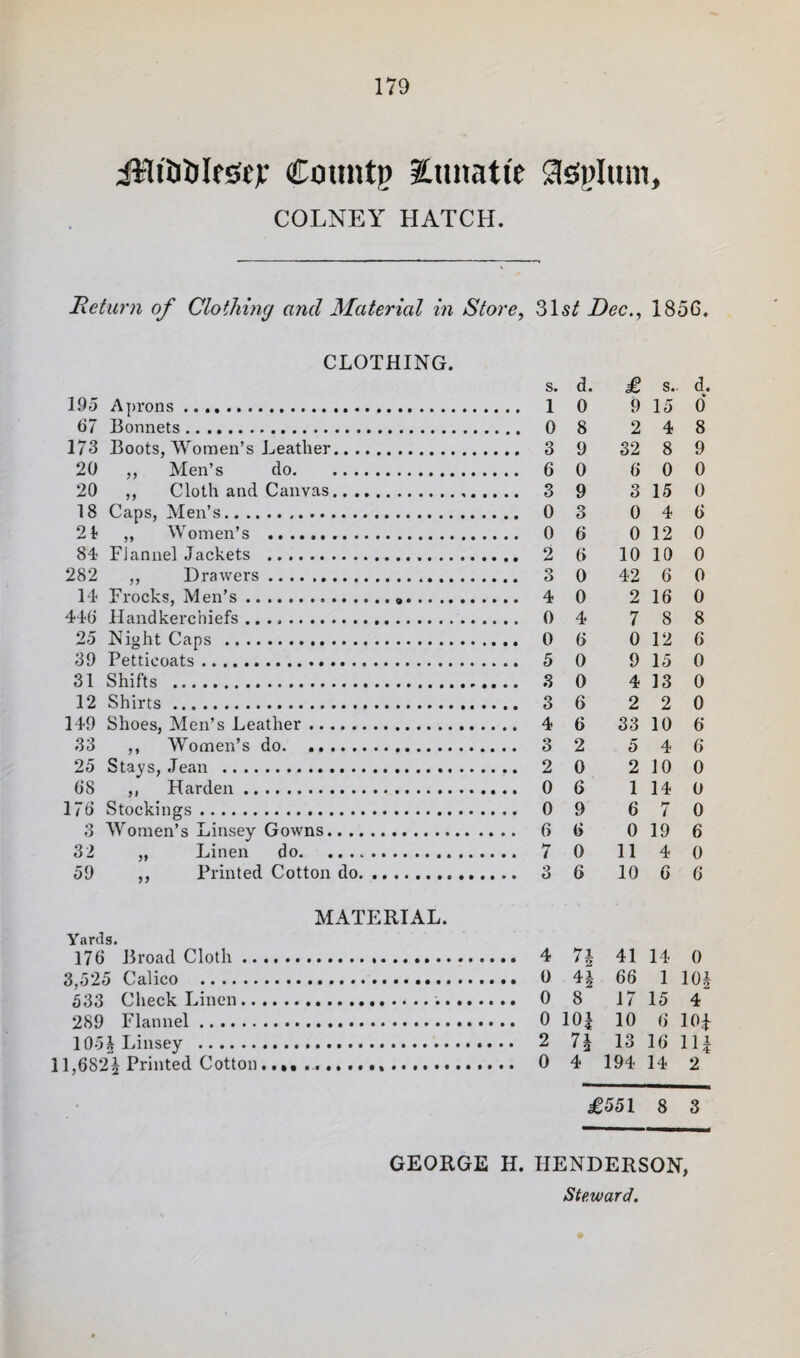 179
Middlesex County Lunatic Asylum,
COLNEY HATCH.
Return of Clothing and Material in Store, 31st Dec., 1856.
CLOTHING.
s. d. £ s. d.
195 Aprons .................... 1 0 9 15 0
67 Bonnets .................... 0 8 2 4 8
173 Boots, Women's Leather .................... 3 9 32 8 9
20 ,, Men's do. .................... 6 0 6 0 0
20 ,, Cloth and Canvas .................... 3 9 3 15 0
18 Caps, Men's .................... 0 3 0 4 6
24 ,, Women's .................... 0 6 0 12 0
84 Flannel Jackets .................... 2 6 10 10 0
282 ,, Drawers .................... 3 0 42 6 0
14 Frocks, Men's .................... 4 0 2 16 0
446 Handkerchiefs .................... 0 4 7 8 8
25 Night Caps .................... 0 6 0 12 6
39 Petticoats .................... 5 0 9 15 0
31 Shifts .................... 3 0 4 13 0
12 Shirts .................... 3 6 2 2 0
149 Shoes, Men's Leather .................... 4 6 33 10 6
33 ,, Women's do. .................... 3 2 5 4 6
25 Stays, Jean .................... 2 0 2 10 0
68 ,, Harden .................... 0 6 1 14 0
176 Stockings .................... 0 9 6 7 0
3 Women's Linsey Gowns .................... 6 6 0 19 6
32 ,, Linen do. .................... 7 0 11 4 0
59 ,, Printed Cotton do. .................... 3 6 10 6 6
MATERIAL.
Yards.
176 Broad Cloth .................... 4 7½ 41 14 0
3,525 Calico .................... 0 4½ 66 1 10½
533 Check Linen .................... 0 8 17 15 4
289 Flannel .................... 0 10¼ 10 6 10¼
105½ Linsey .................... 2 7½ 13 16 11¼
11,682½ Printed Cotton .................... 0 4 194 14 2
£551 8 3
GEORGE H. HENDERSON,
Steward.